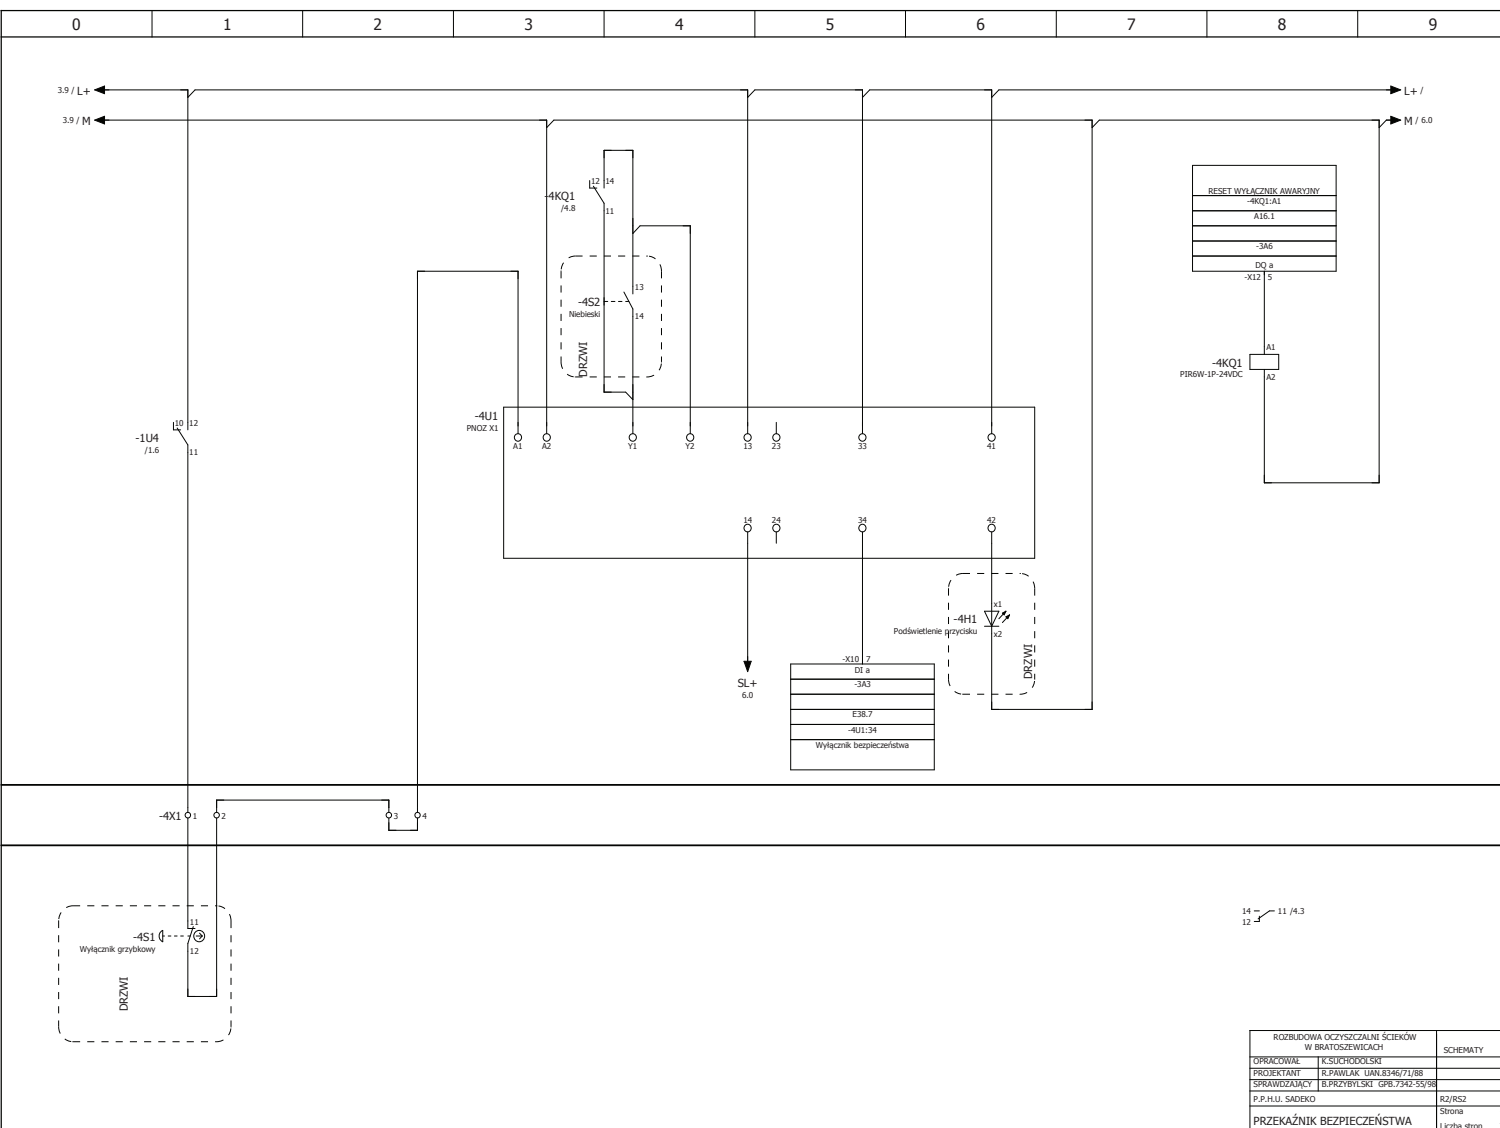 0 1 2 3 4 5 6 7 8 9
3.9 / L+
L+ /
3.9 / M
M / 6.0
12 14
-4KQ1
/4.8
11
RESET WYŁĄCZNIK AWARYJNY
-4KQ1:A1
A16.1
-3A6
DQ a
-X12 5
13
-4S2
Niebieski
14
DRZWI
A1
-4KQ1
PIR6W-1P-24VDC
A2
-4U1
PNOZ X1
A1 A2 Y1 Y2 13 23 33 41
10 12
-1U4
/1.6
11
14 24 34 42
x1
-4H1
Podświetlenie przycisku
x2
DRZWI
SL+
6.0
-X10 7
DI a
-3A3
E38.7
-4U1:34
Wyłącznik bezpieczeństwa
-4X1 1 2 3 4
11
-4S1
Wyłącznik grzybkowy
12
DRZWI
14 11 /4.3
12
ROZBUDOWA OCZYSZCZALNI ŚCIEKÓW
W BRATOSZEWICACH
SCHEMATY
OPRACOWAŁ K.SUCHODOLSKI
PROJEKTANT R.PAWLAK UAN.8346/71/88
SPRAWDZAJĄCY B.PRZYBYLSKI GPB.7342-55/98
P.P.H.U. SADEKO R2/RS2
PRZEKAŹNIK BEZPIECZEŃSTWA
Strona
Liczba stron